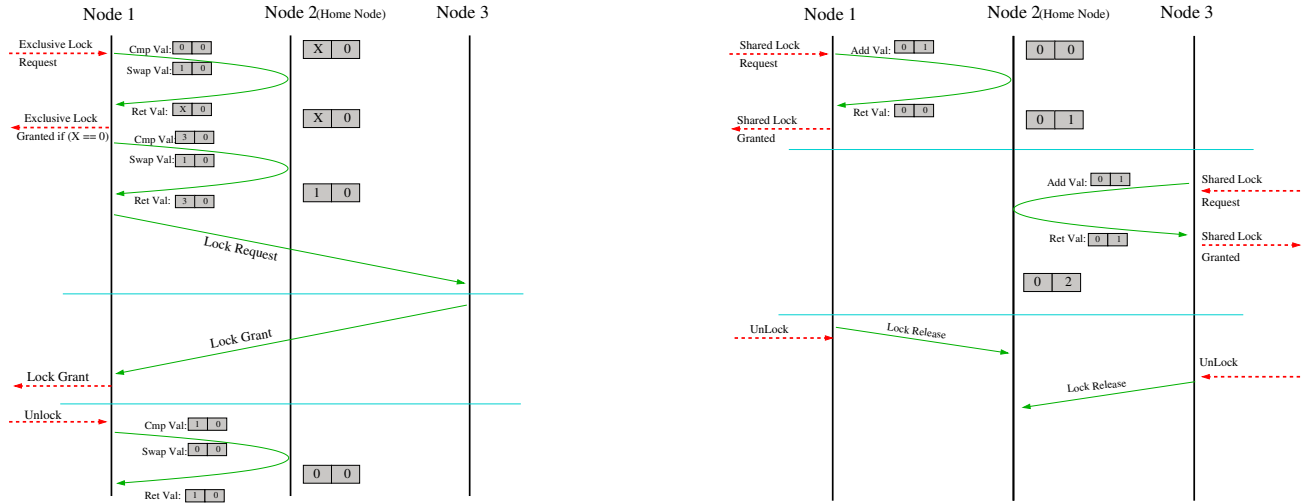 Node 1
Node 2(Home Node)
Node 3
Exclusive Lock
Request
Cmp Val: 0 0
Swap Val: 1 0
X 0
Ret Val: X 0
X 0
Exclusive Lock
Granted if (X == 0)
Cmp Val: 3 0
Swap Val: 1 0
Ret Val: 3 0
1 0
Lock Request
Lock Grant
Lock Grant
Unlock
Cmp Val: 1 0
Swap Val: 0 0
0 0
Ret Val: 1 0
Node 1
Node 2(Home Node)
Node 3
Shared Lock
Request
Add Val: 0 1
0 0
Ret Val: 0 0
0 1
Shared Lock
Granted
Add Val: 0 1
Shared Lock
Request
Ret Val: 0 1
Shared Lock
Granted
0 2
UnLock
Lock Release
UnLock
Lock Release